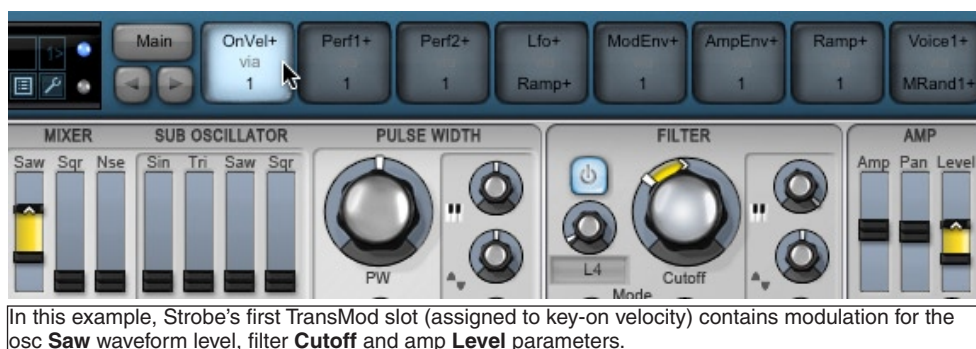 Main OnVel+ Perf1+ Perf2+ Lfo+ ModEnv+ AmpEnv+ Ramp+ Voice1+
1> via
1 1 1 Ramp+ 1 1 1 MRand1+
MIXER SUB OSCILLATOR PULSE WIDTH FILTER AMP
Saw Sqr Nse Sin Tri Saw Sqr Amp Pan Level
L4
PW Cutoff
Mode
In this example, Strobe's first TransMod slot (assigned to key-on velocity) contains modulation for the
osc Saw waveform level, filter Cutoff and amp Level parameters.